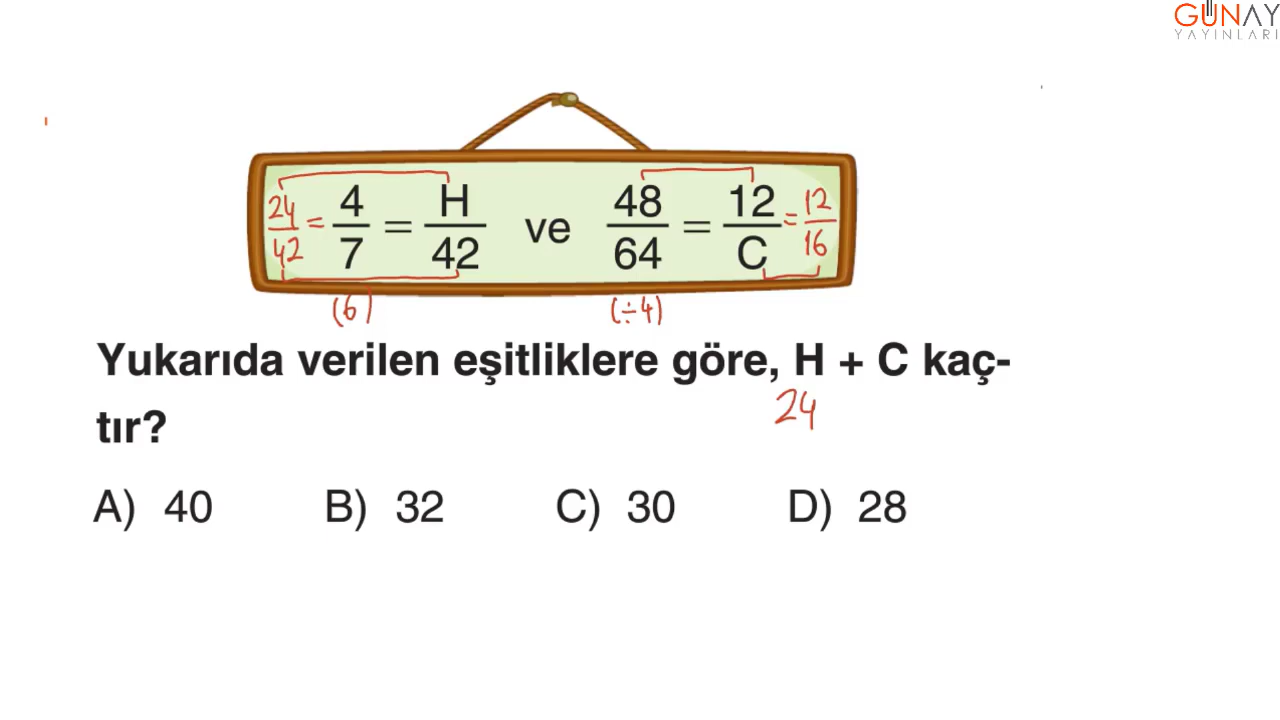 GÜNAY
YAYINLARI
24/42 = 4/7 = H/42 ve 48/64 = 12/C = 12/16
(6) (÷4)
Yukarıda verilen eşitliklere göre, H + C kaç-
24
tır?
A) 40 B) 32 C) 30 D) 28